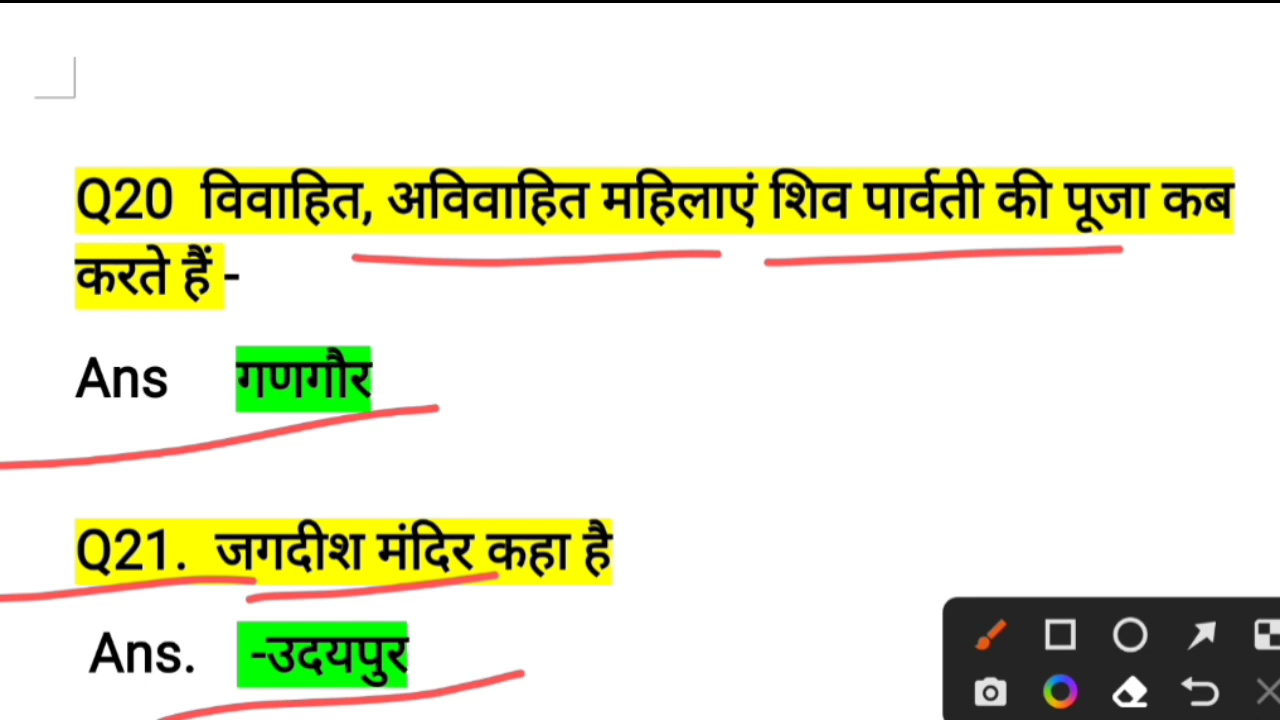 Q20 विवाहित, अविवाहित महिलाएं शिव पार्वती की पूजा कब
करते हैं -
Ans गणगौर
Q21. जगदीश मंदिर कहा है
Ans. -उदयपुर